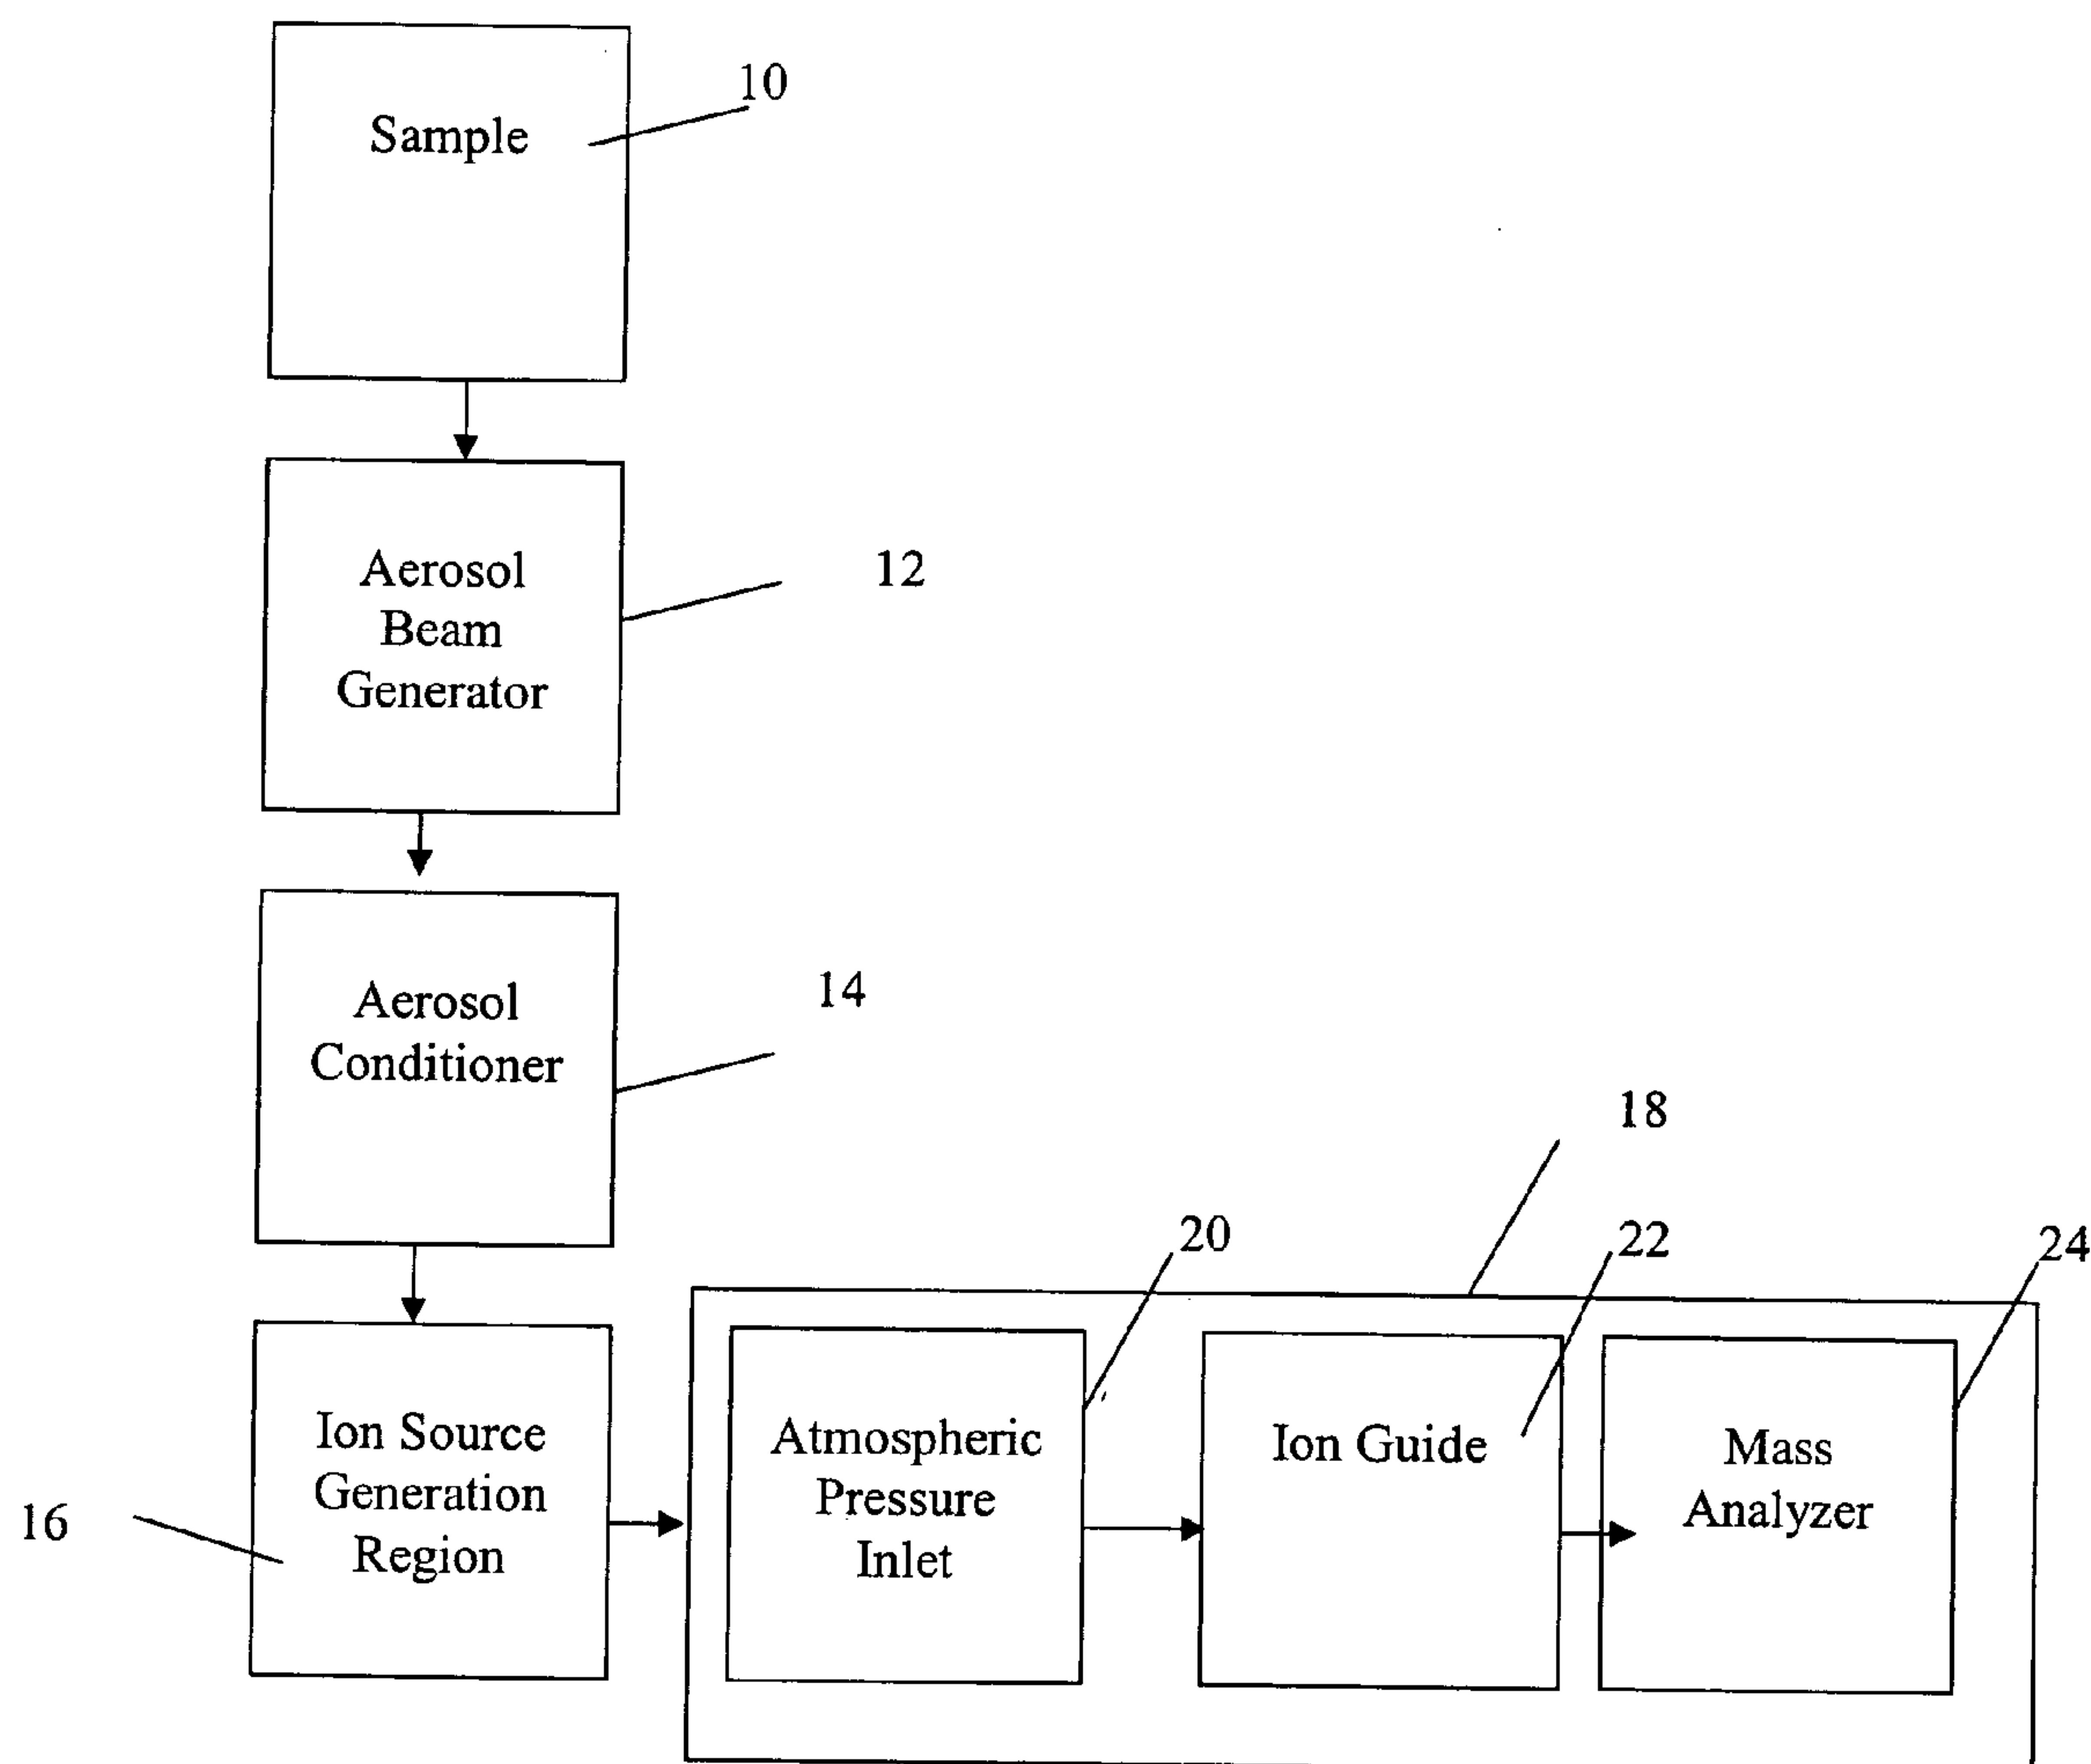 10
Sample
12
Aerosol
Beam
Generator
14
Aerosol
Conditioner
18
20
22
24
Ion Source
Generation
Region
16
Atmospheric
Pressure
Inlet
Ion Guide
Mass
Analyzer